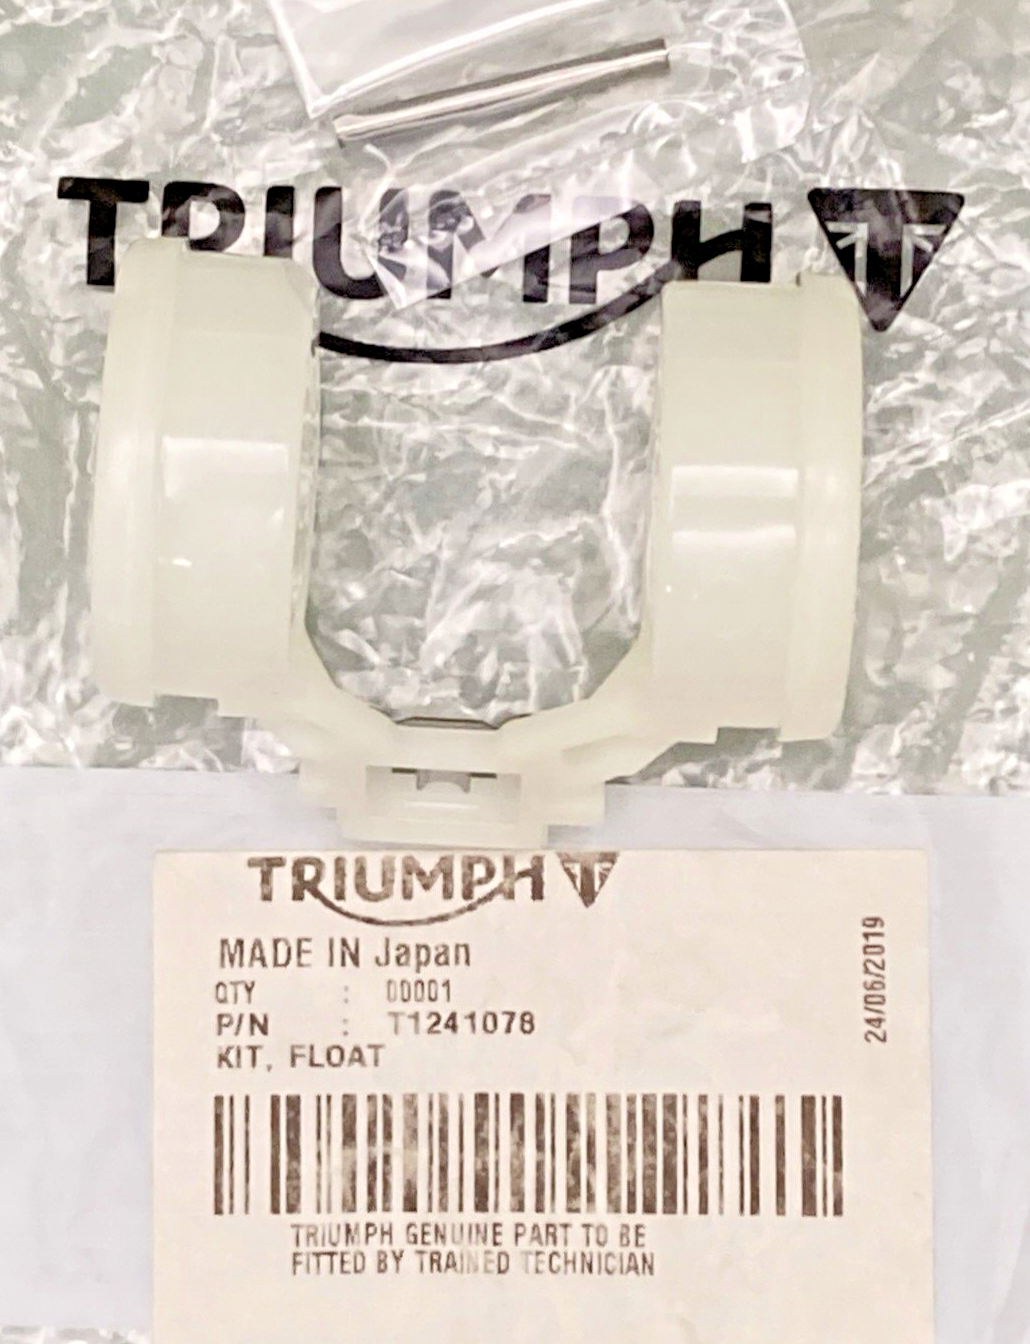 TRIUMPH
TRIUMPH
MADE IN Japan
QTY : 00001
P/N : T1241078
KIT, FLOAT
24/06/2019
TRIUMPH GENUINE PART TO BE
FITTED BY TRAINED TECHNICIAN